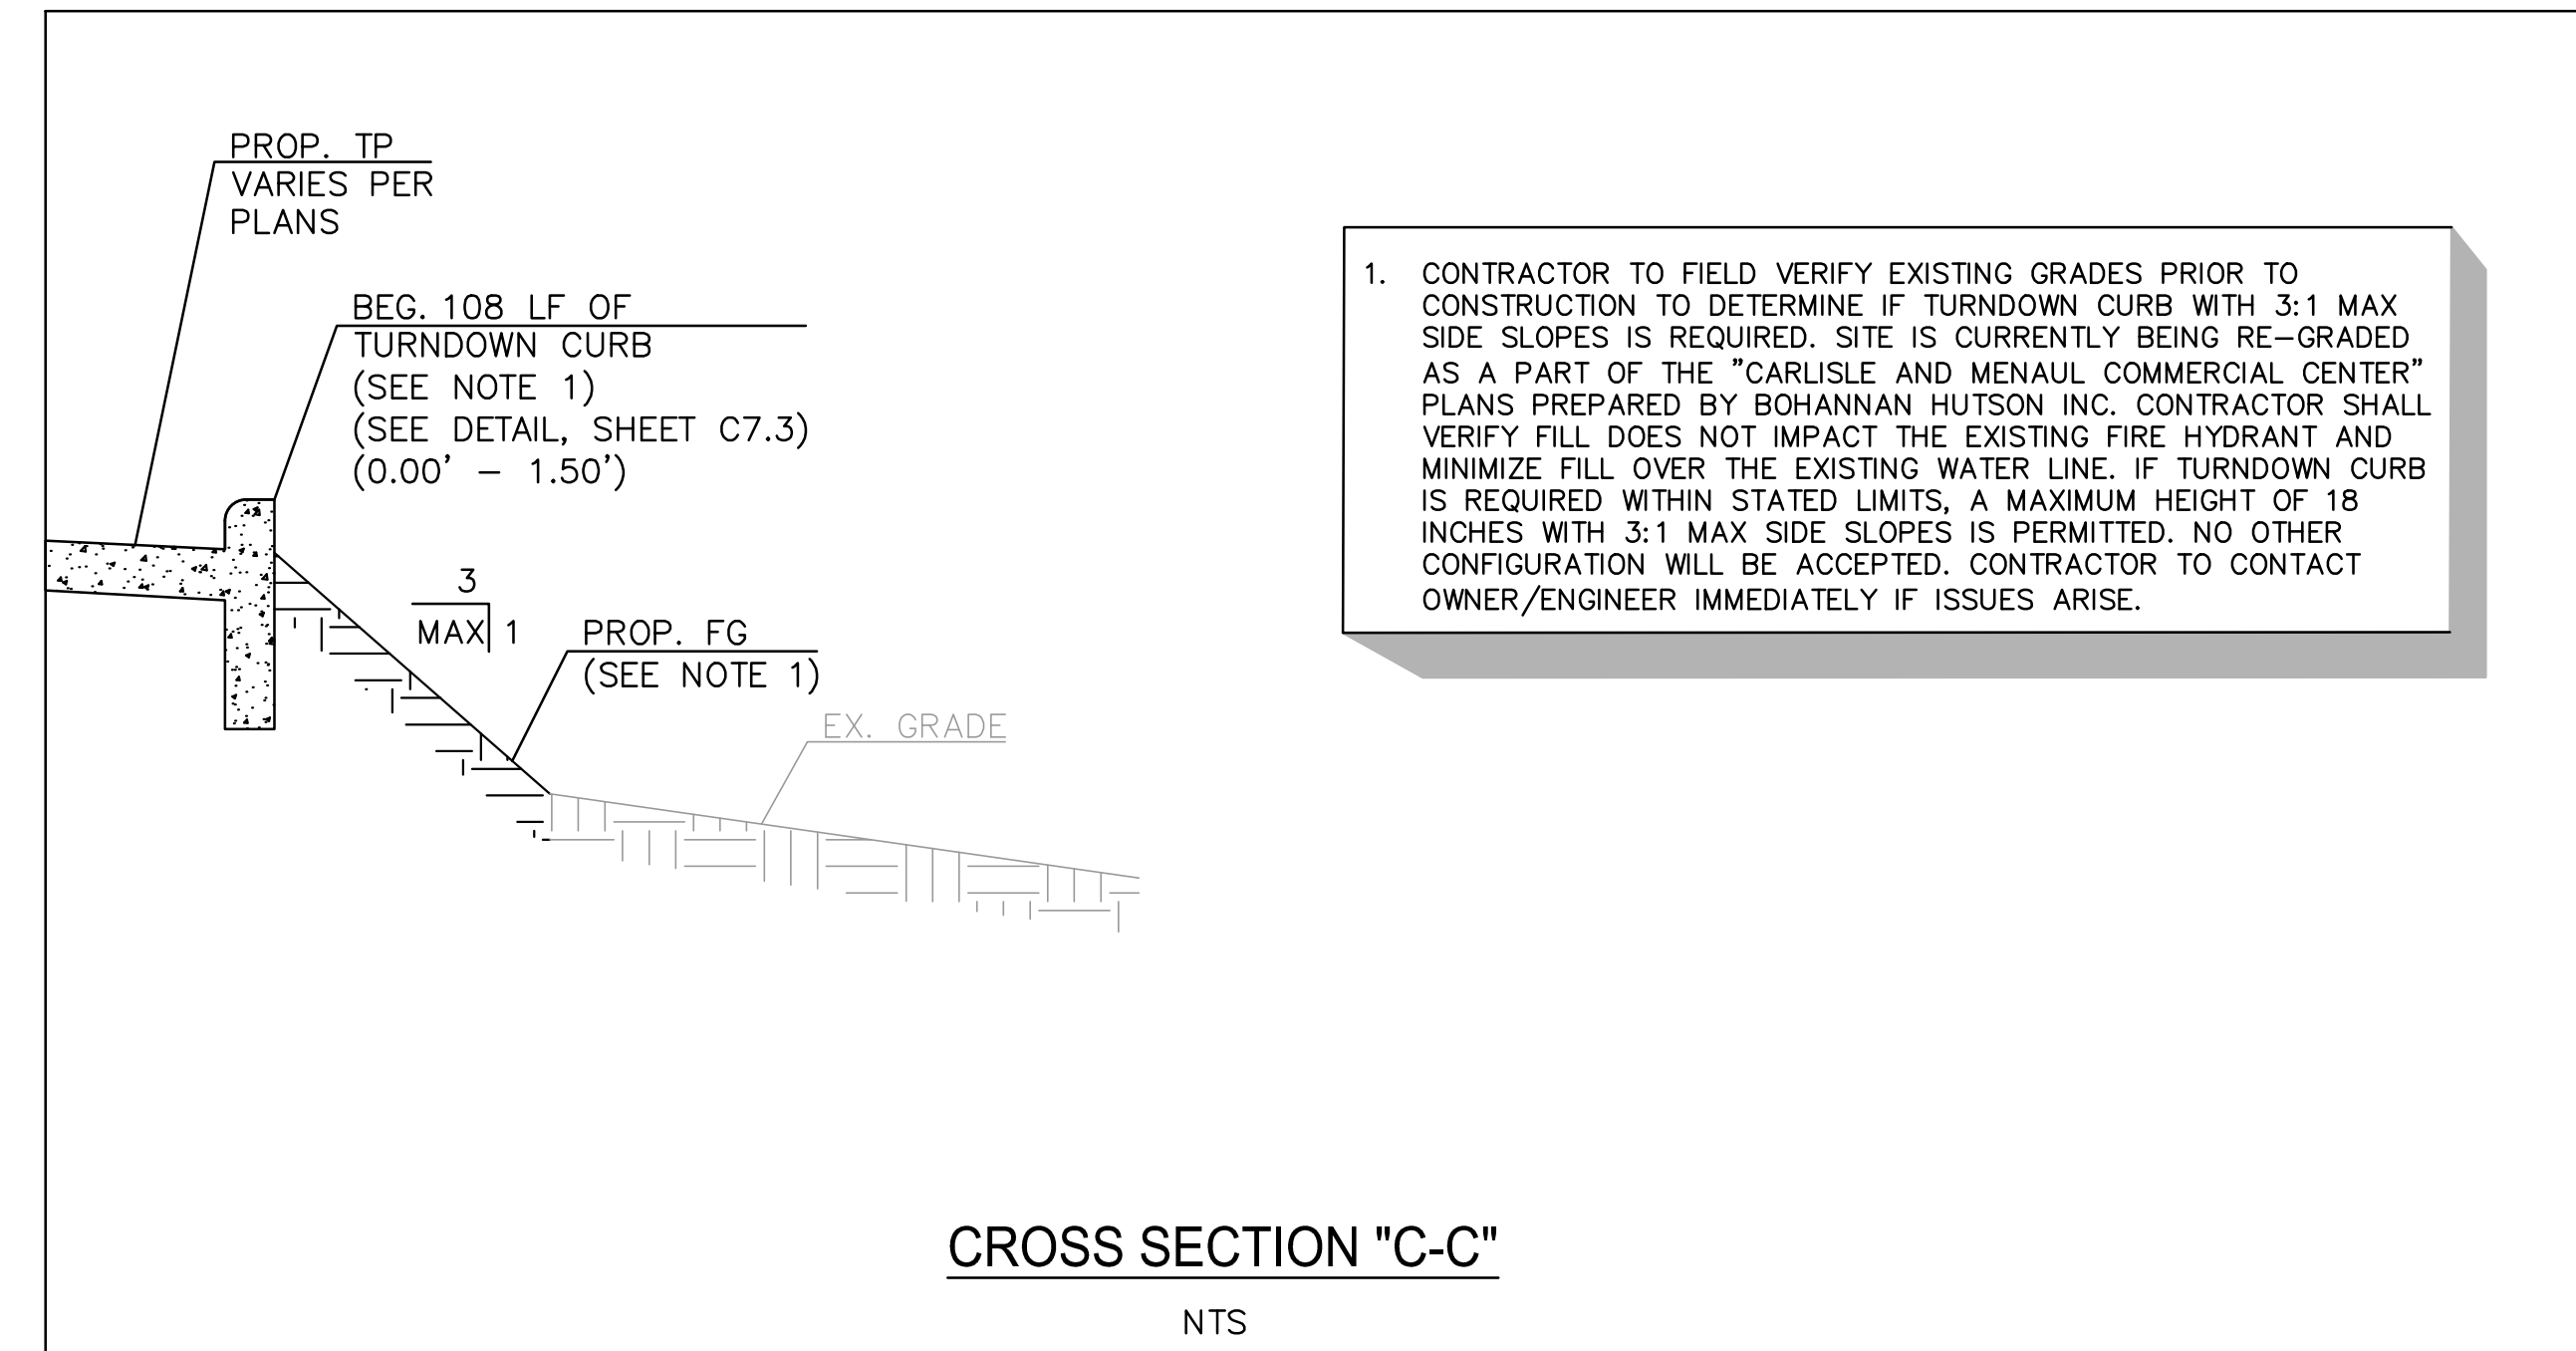 PROP. TP
VARIES PER
PLANS
BEG. 108 LF OF
TURNDOWN CURB
(SEE NOTE 1)
(SEE DETAIL, SHEET C7.3)
(0.00' – 1.50')
3
MAX 1
PROP. FG
(SEE NOTE 1)
EX. GRADE
1. CONTRACTOR TO FIELD VERIFY EXISTING GRADES PRIOR TO
CONSTRUCTION TO DETERMINE IF TURNDOWN CURB WITH 3:1 MAX
SIDE SLOPES IS REQUIRED. SITE IS CURRENTLY BEING RE–GRADED
AS A PART OF THE "CARLISLE AND MENAUL COMMERCIAL CENTER"
PLANS PREPARED BY BOHANNAN HUTSON INC. CONTRACTOR SHALL
VERIFY FILL DOES NOT IMPACT THE EXISTING FIRE HYDRANT AND
MINIMIZE FILL OVER THE EXISTING WATER LINE. IF TURNDOWN CURB
IS REQUIRED WITHIN STATED LIMITS, A MAXIMUM HEIGHT OF 18
INCHES WITH 3:1 MAX SIDE SLOPES IS PERMITTED. NO OTHER
CONFIGURATION WILL BE ACCEPTED. CONTRACTOR TO CONTACT
OWNER/ENGINEER IMMEDIATELY IF ISSUES ARISE.
CROSS SECTION "C-C"
NTS